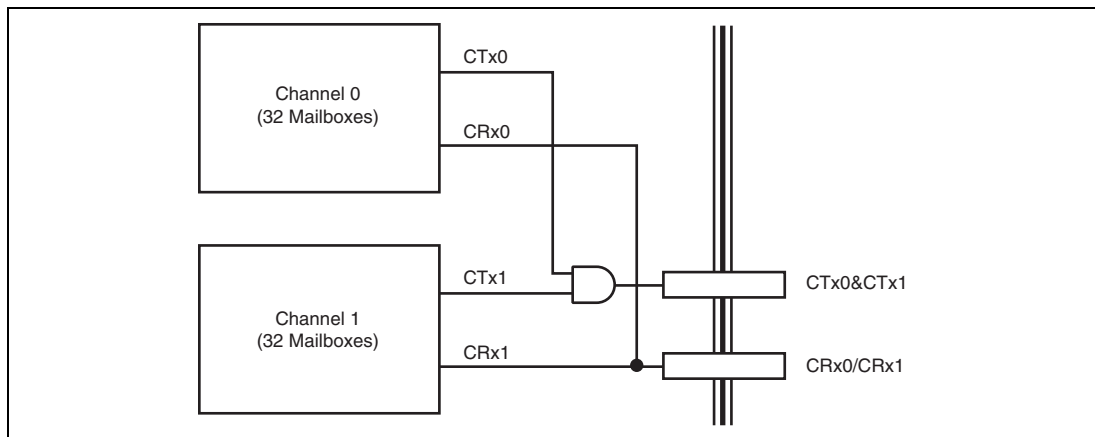 CTx0
Channel 0
(32 Mailboxes)
CRx0
CTx1
CTx0&CTx1
Channel 1
(32 Mailboxes)
CRx1
CRx0/CRx1